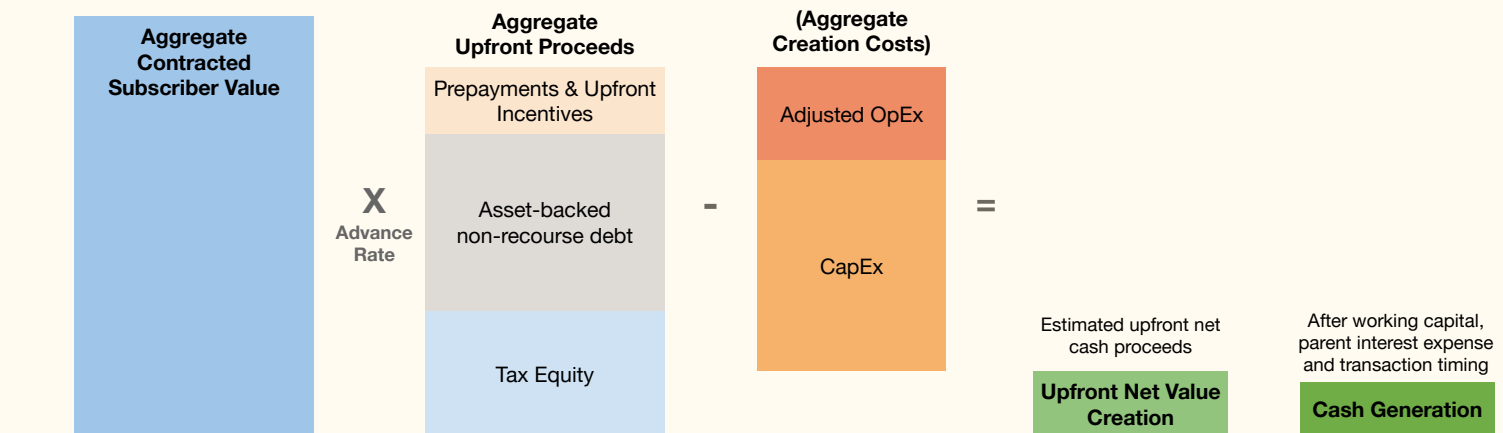 Aggregate
Contracted
Subscriber Value
X
Advance
Rate
Aggregate
Upfront Proceeds
Prepayments & Upfront
Incentives
Asset-backed
non-recourse debt
Tax Equity
-
(Aggregate
Creation Costs)
Adjusted OpEx
CapEx
=
Estimated upfront net
cash proceeds
Upfront Net Value
Creation
After working capital,
parent interest expense
and transaction timing
Cash Generation